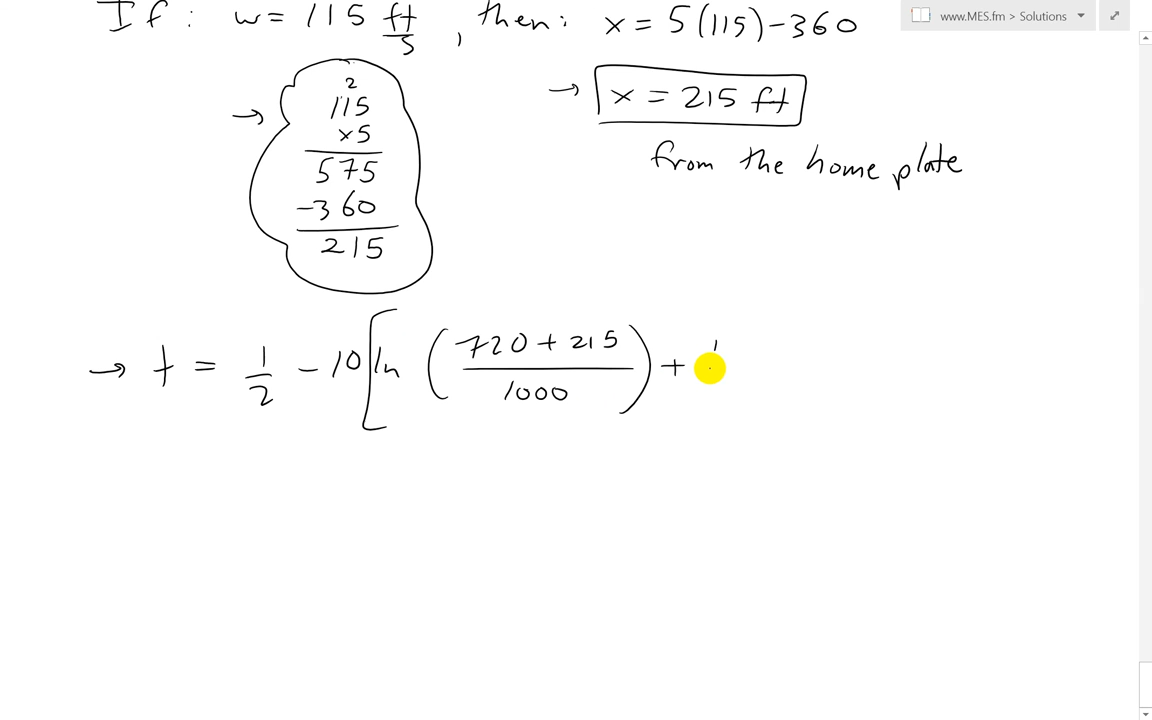 If: w = 115 ft/s, then: x = 5(115) - 360
www.MES.fm > Solutions
→ 2
115
×5
575
-360
215
→ x = 215 ft
from the home plate
→ t = 1/2 - 10[ln (720 + 215 / 1000) +